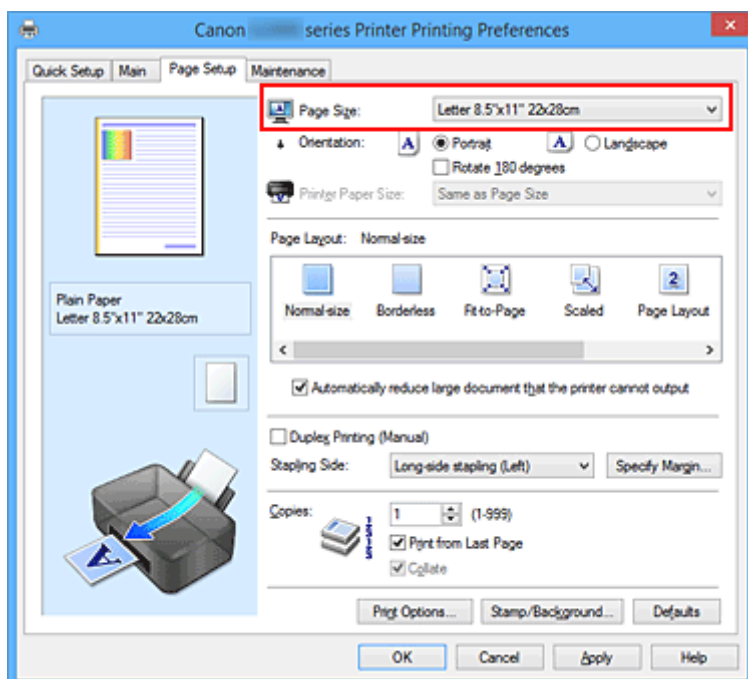 Canon series Printer Printing Preferences
Quick Setup Main Page Setup Maintenance
Page Size: Letter 8.5"x11" 22x28cm
Orientation: A Portrait A Landscape
Rotate 180 degrees
Printer Paper Size: Same as Page Size
Page Layout: Normal-size
2
Normal-size Borderless Fit-to-Page Scaled Page Layout
Plain Paper
Letter 8.5"x11" 22x28cm
Automatically reduce large document that the printer cannot output
Duplex Printing (Manual)
Stapling Side: Long-side stapling (Left) Specify Margin...
Copies: 1 (1-999)
Print from Last Page
Collate
A
Print Options... Stamp/Background... Defaults
OK Cancel Apply Help